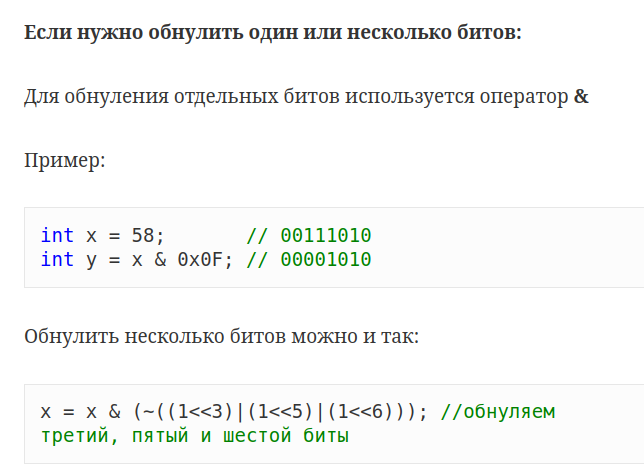 Если нужно обнулить один или несколько битов:
Для обнуления отдельных битов используется оператор &
Пример:
int x = 58;       // 00111010
int y = x & 0x0F; // 00001010
Обнулить несколько битов можно и так:
x = x & (~((1<<3)|(1<<5)|(1<<6))); //обнуляем
третий, пятый и шестой биты